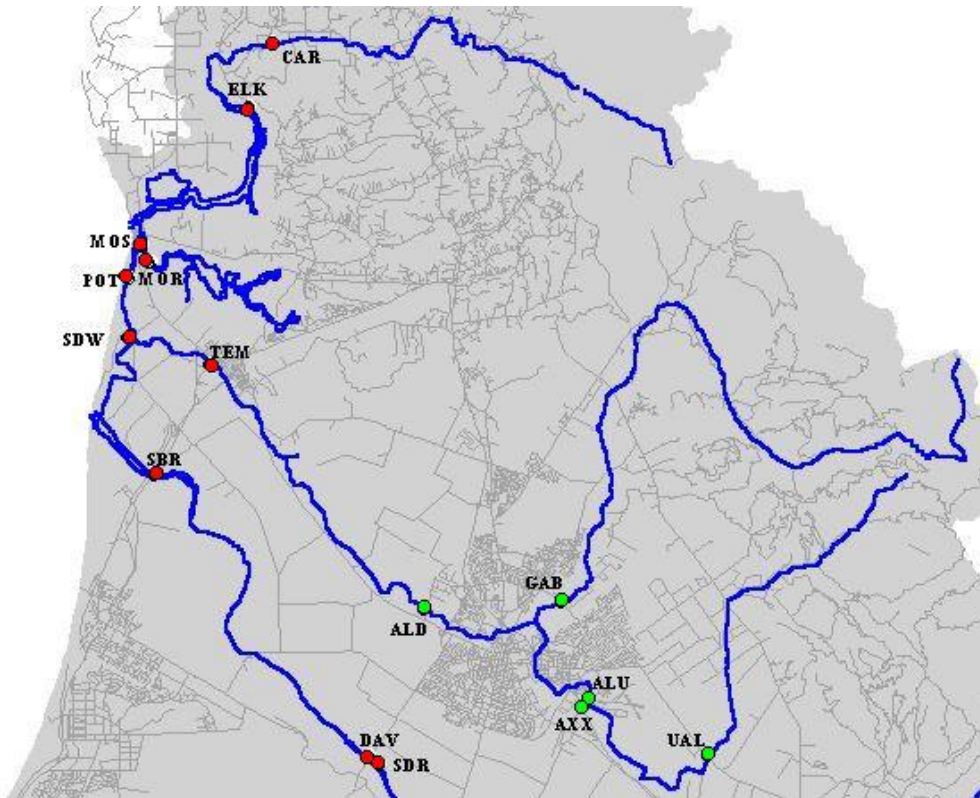 CAR
ELK
MOS
MOR
POT
SDW
TEM
SBR
GAB
ALD
ALU
AXX
UAL
DAV
SDR